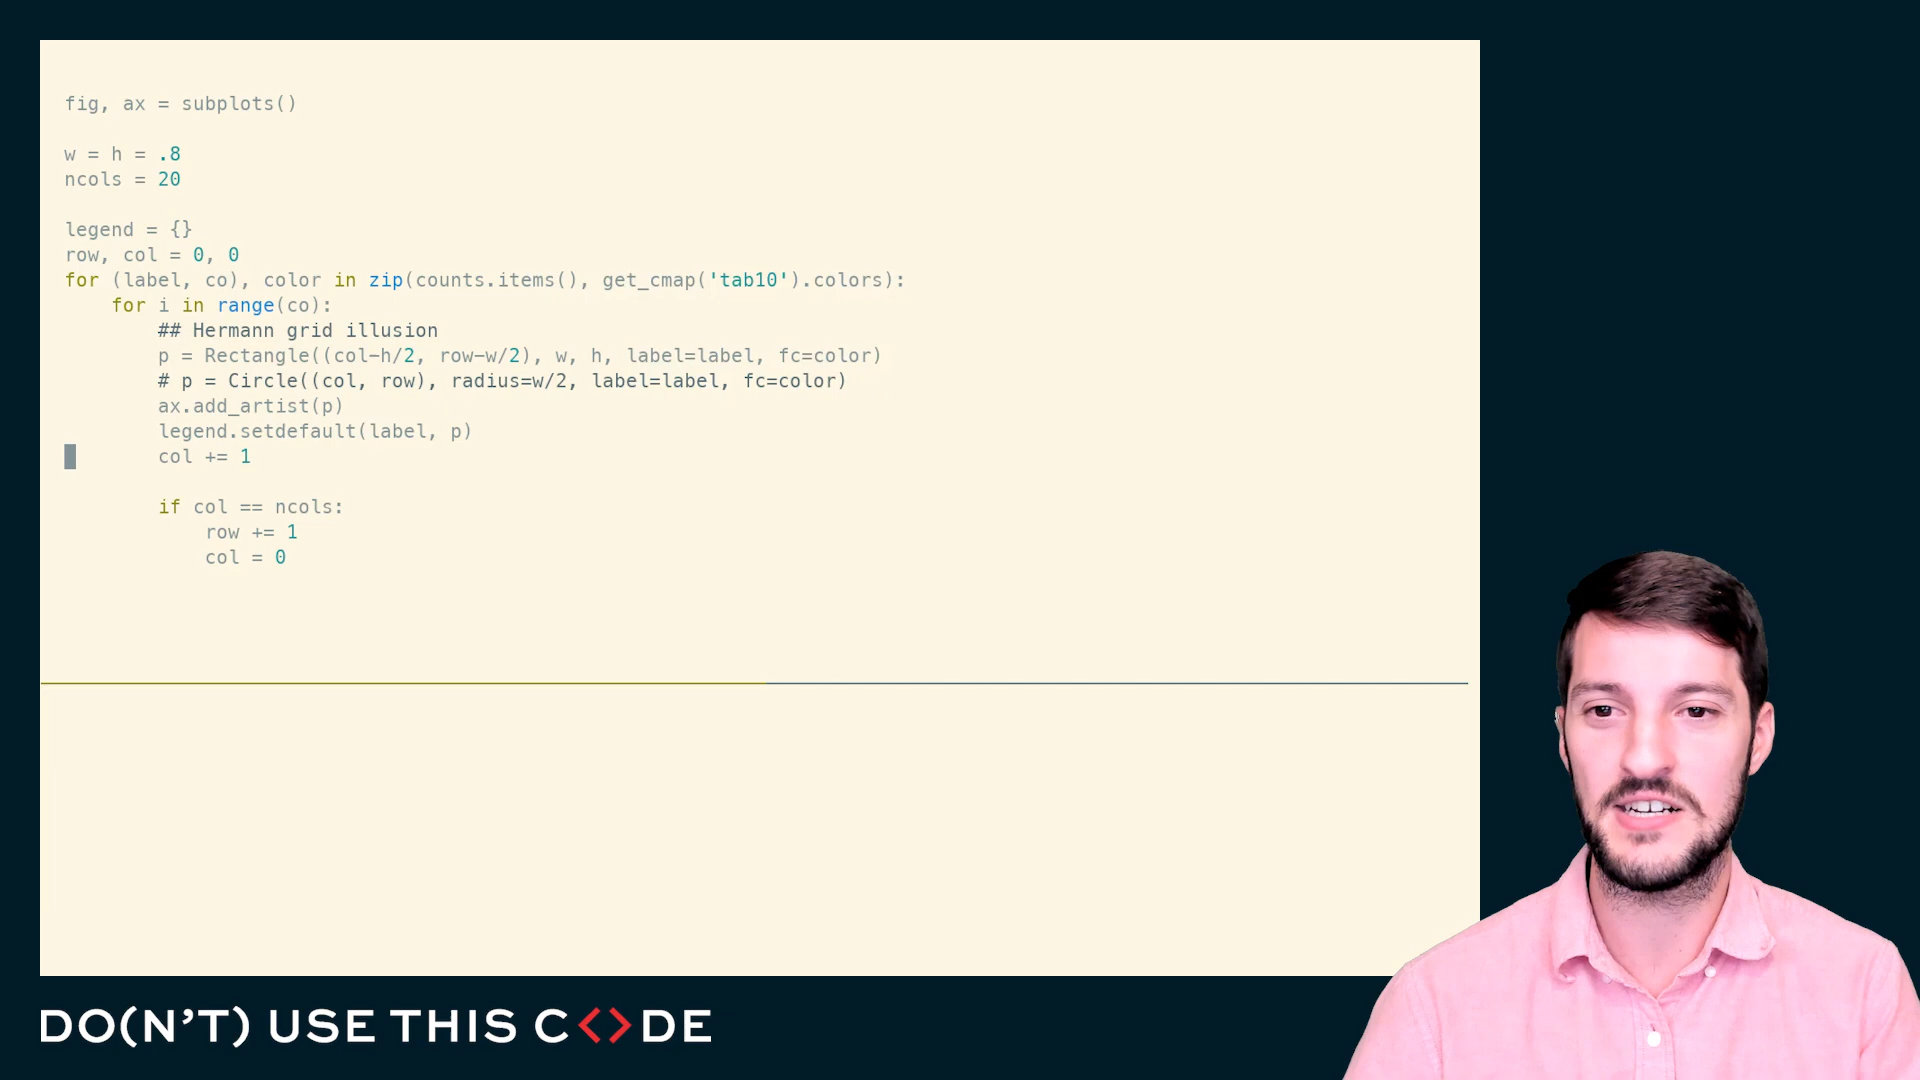 fig, ax = subplots()
w = h = .8
ncols = 20
legend = {}
row, col = 0, 0
for (label, co), color in zip(counts.items(), get_cmap('tab10').colors):
    for i in range(co):
        ## Hermann grid illusion
        p = Rectangle((col-h/2, row-w/2), w, h, label=label, fc=color)
        # p = Circle((col, row), radius=w/2, label=label, fc=color)
        ax.add_artist(p)
        legend.setdefault(label, p)
        col += 1
        if col == ncols:
            row += 1
            col = 0
DO(N'T) USE THIS C<>DE